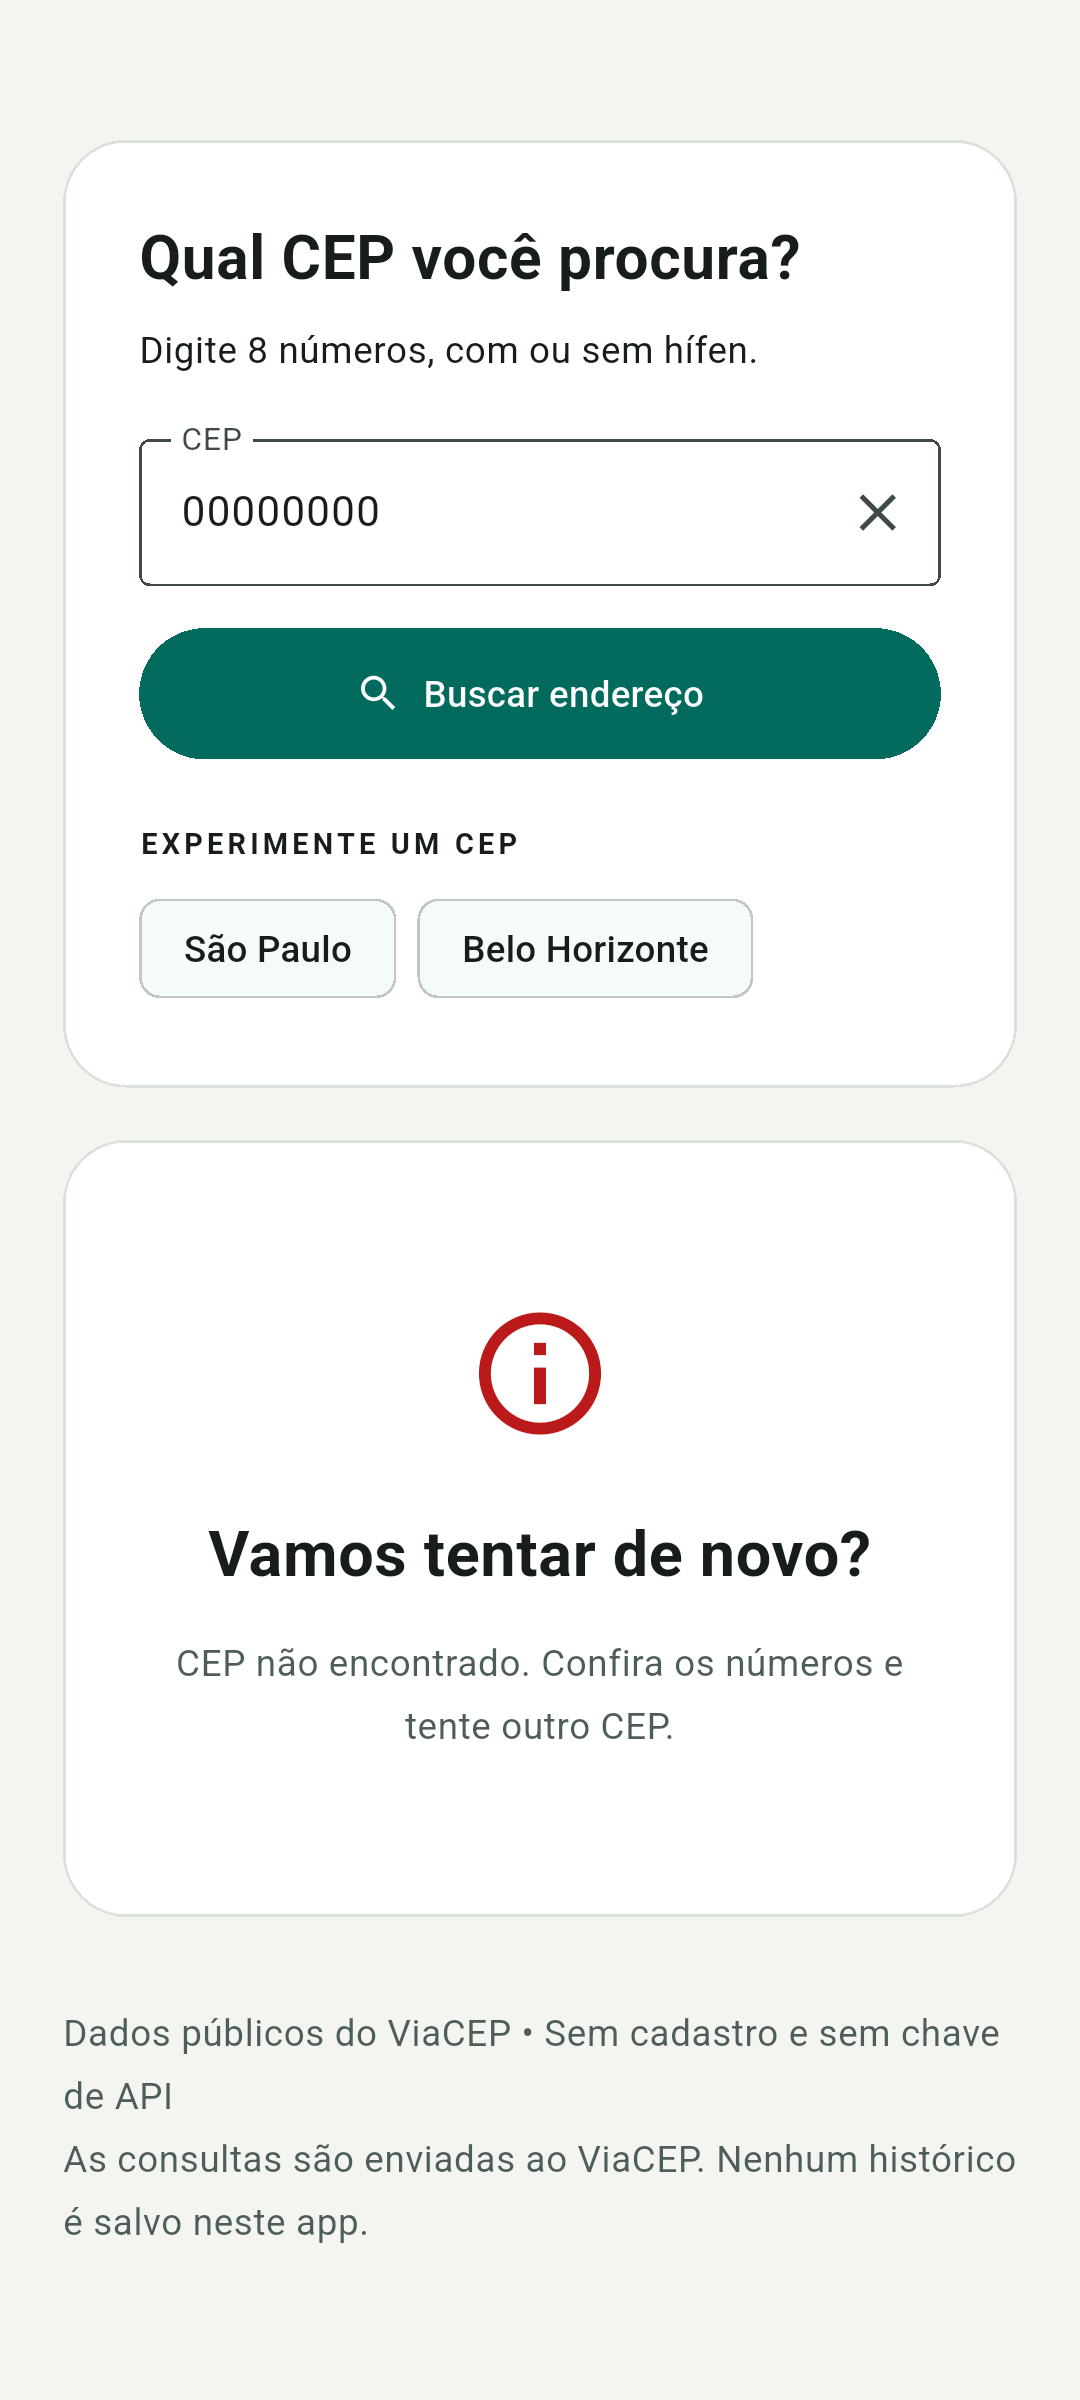 Qual CEP você procura?
Digite 8 números, com ou sem hífen.
CEP
00000000
Buscar endereço
EXPERIMENTE UM CEP
São Paulo
Belo Horizonte
Vamos tentar de novo?
CEP não encontrado. Confira os números e
tente outro CEP.
Dados públicos do ViaCEP • Sem cadastro e sem chave
de API
As consultas são enviadas ao ViaCEP. Nenhum histórico
é salvo neste app.